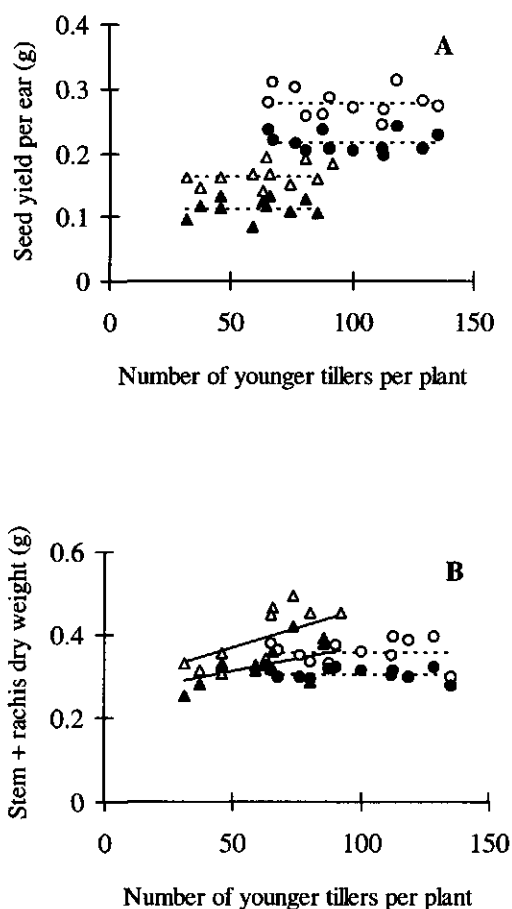 0.4
A
0.3
0.2
0.1
0
Seed yield per ear (g)
0 50 100 150
Number of younger tillers per plant
0.6
B
0.4
0.2
0
Stem + rachis dry weight (g)
0 50 100 150
Number of younger tillers per plant